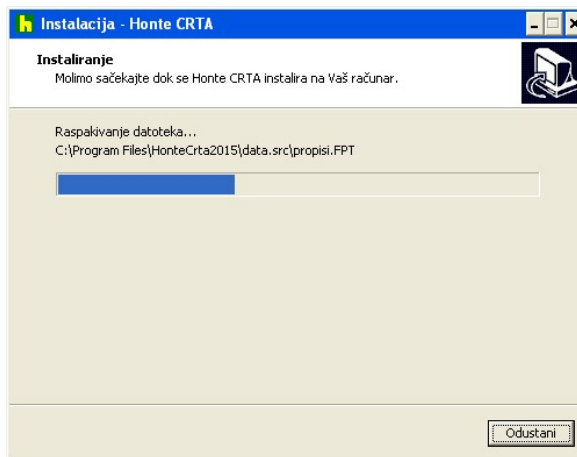 h Instalacija - Honte CRTA
Instaliranje
Molimo sačekajte dok se Honte CRTA instalira na Vaš računar.
Raspakivanje datoteka...
C:\Program Files\HonteCrta2015\data.src\propisi.FPT
Odustani